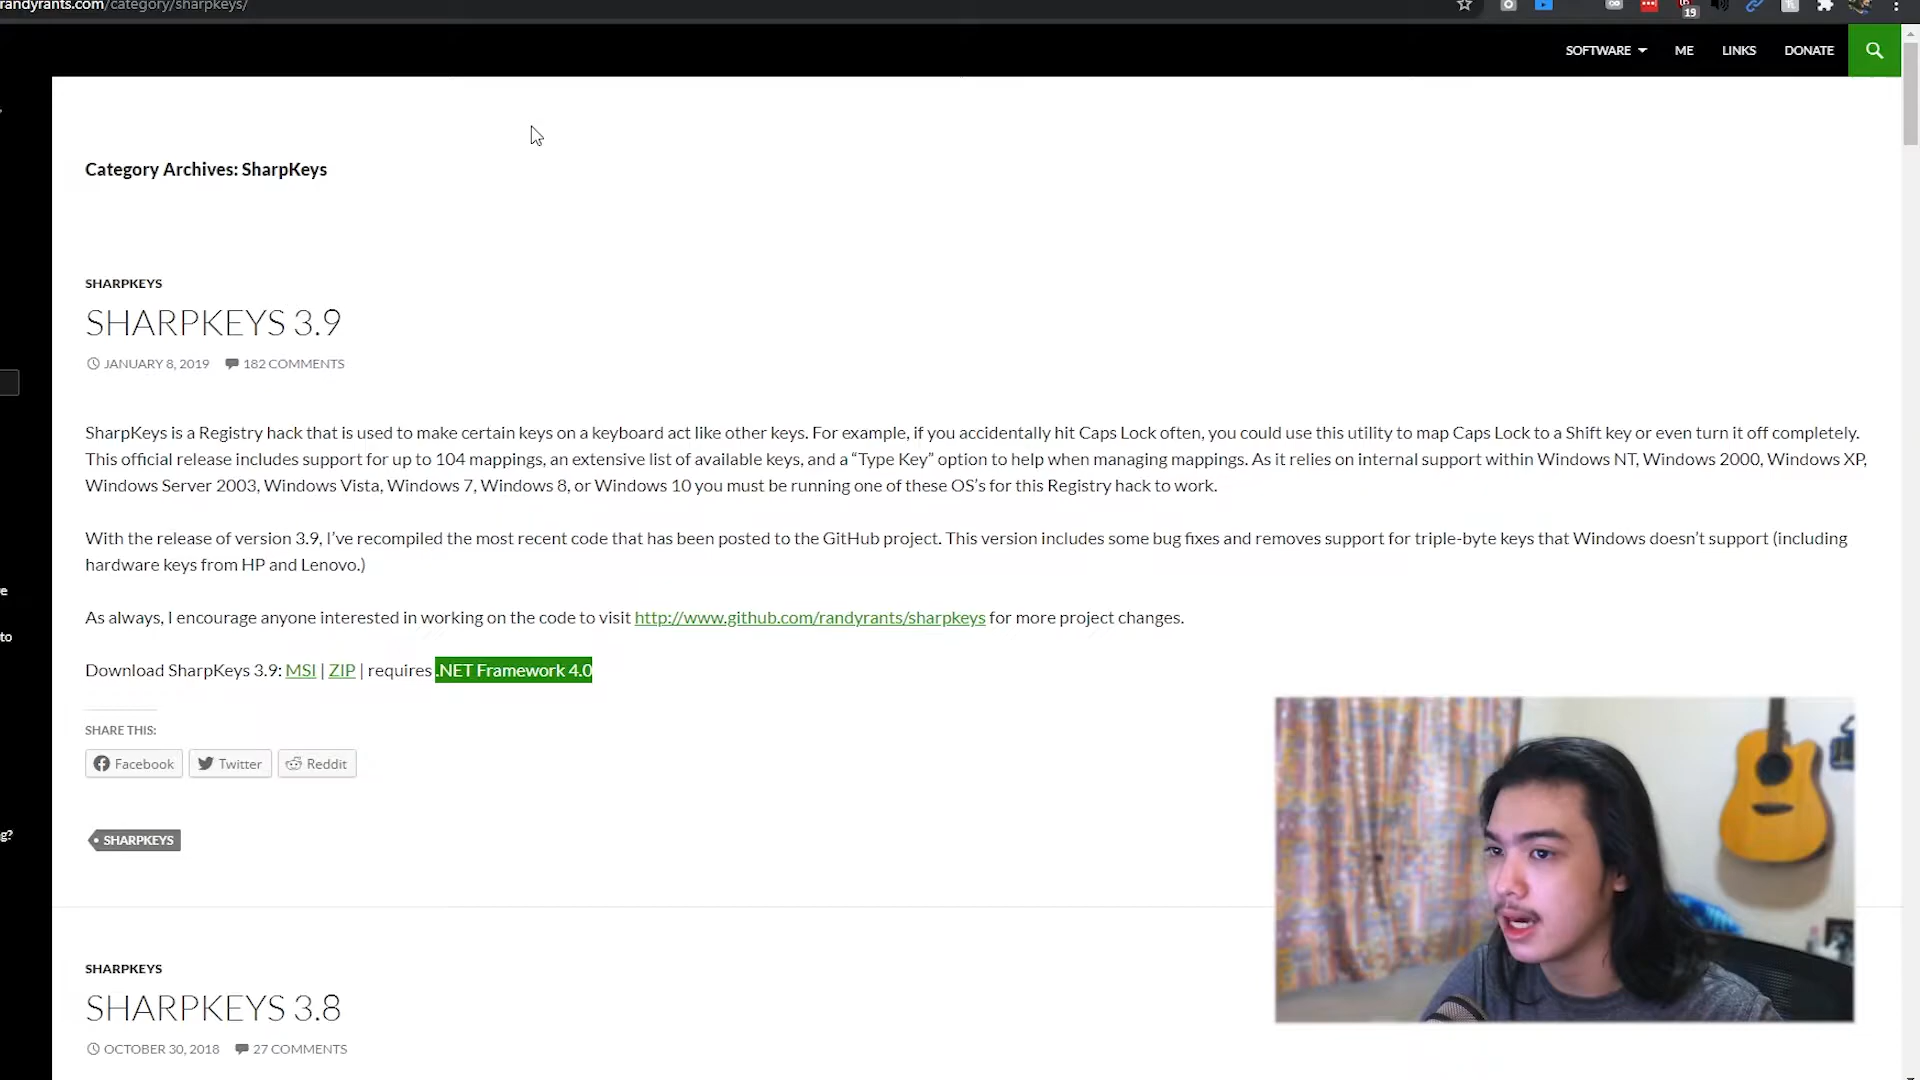 randyrants.com/category/sharpkeys/
19
SOFTWARE ME LINKS DONATE
Category Archives: SharpKeys
SHARPKEYS
SHARPKEYS 3.9
JANUARY 8, 2019 182 COMMENTS
SharpKeys is a Registry hack that is used to make certain keys on a keyboard act like other keys. For example, if you accidentally hit Caps Lock often, you could use this utility to map Caps Lock to a Shift key or even turn it off completely.
This official release includes support for up to 104 mappings, an extensive list of available keys, and a “Type Key” option to help when managing mappings. As it relies on internal support within Windows NT, Windows 2000, Windows XP,
Windows Server 2003, Windows Vista, Windows 7, Windows 8, or Windows 10 you must be running one of these OS’s for this Registry hack to work.
With the release of version 3.9, I’ve recompiled the most recent code that has been posted to the GitHub project. This version includes some bug fixes and removes support for triple-byte keys that Windows doesn’t support (including
hardware keys from HP and Lenovo.)
to
As always, I encourage anyone interested in working on the code to visit http://www.github.com/randyrants/sharpkeys for more project changes.
Download SharpKeys 3.9: MSI | ZIP | requires .NET Framework 4.0
SHARE THIS:
Facebook Twitter Reddit
g?
SHARPKEYS
SHARPKEYS
SHARPKEYS 3.8
OCTOBER 30, 2018 27 COMMENTS